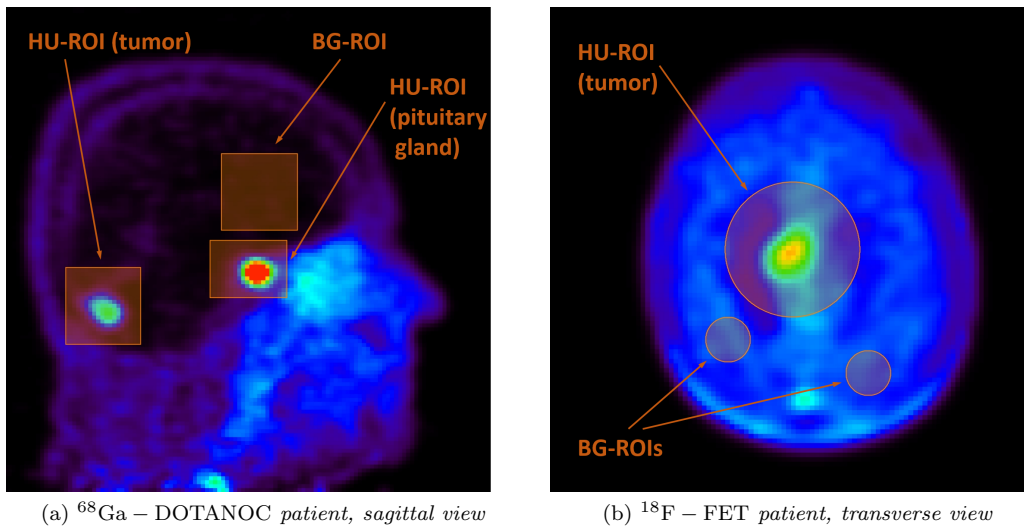 HU-ROI (tumor)
BG-ROI
HU-ROI
(pituitary
gland)
(a) ⁶⁸Ga − DOTANOC patient, sagittal view
HU-ROI
(tumor)
BG-ROIs
(b) ¹⁸F − FET patient, transverse view